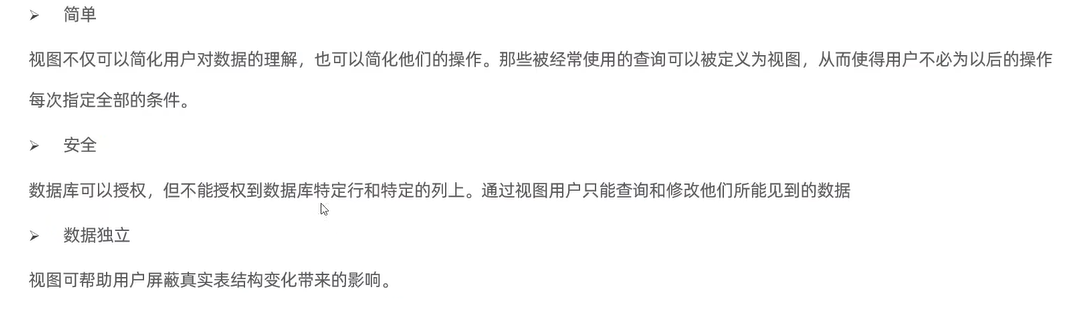 ➢ 简单
视图不仅可以简化用户对数据的理解，也可以简化他们的操作。那些被经常使用的查询可以被定义为视图，从而使得用户不必为以后的操作
每次指定全部的条件。
➢ 安全
数据库可以授权，但不能授权到数据库特定行和特定的列上。通过视图用户只能查询和修改他们所能见到的数据
➢ 数据独立
视图可帮助用户屏蔽真实表结构变化带来的影响。